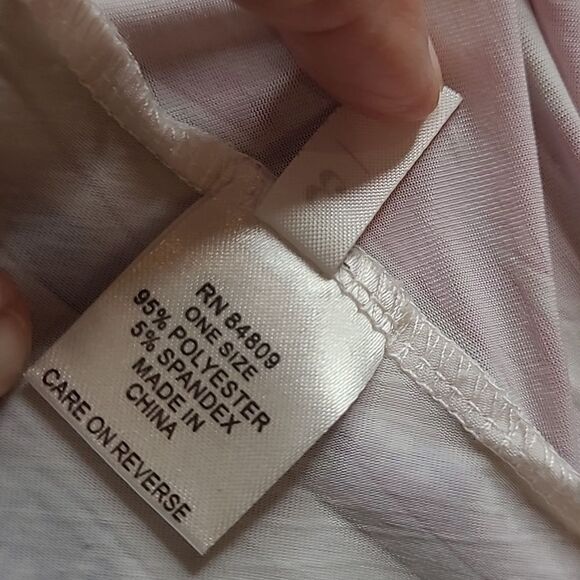 RN 84809
ONE SIZE
95% POLYESTER
5% SPANDEX
MADE IN
CHINA
CARE ON REVERSE